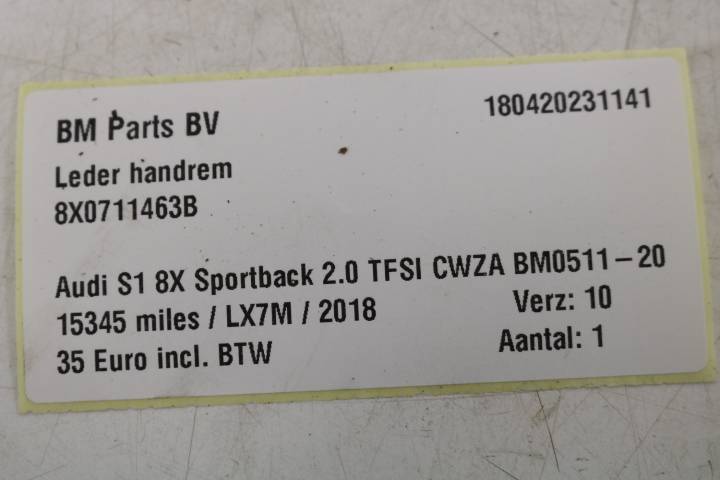 BM Parts BV
180420231141
Leder handrem
8X0711463B
Audi S1 8X Sportback 2.0 TFSI CWZA BM0511-20
15345 miles / LX7M / 2018
Verz: 10
35 Euro incl. BTW
Aantal: 1